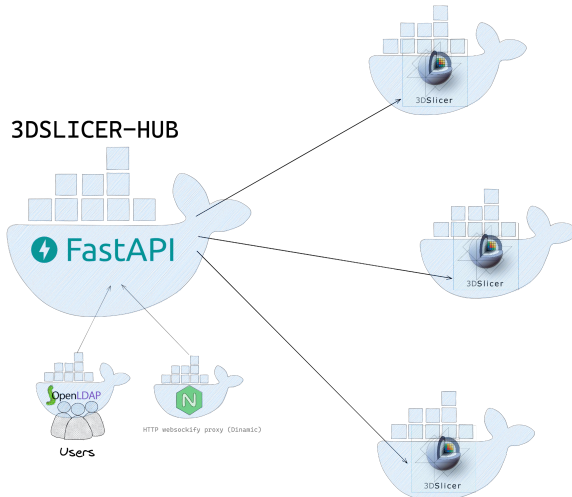 3DSlicer
3DSLICER-HUB
FastAPI
3DSlicer
OpenLDAP
N
HTTP websockify proxy (Dinamic)
Users
3DSlicer